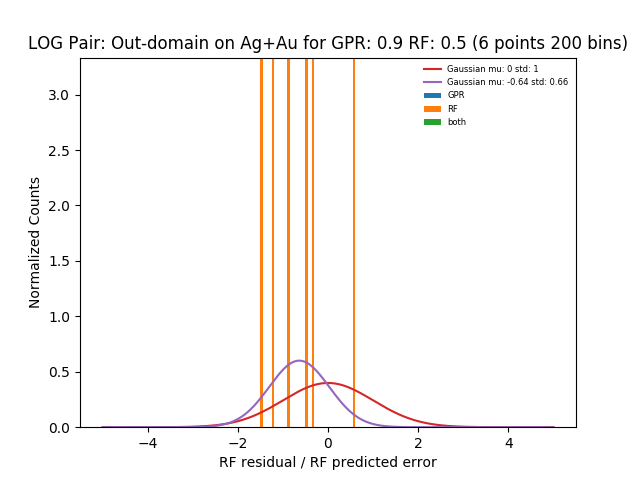 LOG Pair: Out-domain on Ag+Au for GPR: 0.9 RF: 0.5 (6 points 200 bins)
Gaussian mu: 0 std: 1
Gaussian mu: -0.64 std: 0.66
GPR
RF
both
Normalized Counts
3.0
2.5
2.0
1.5
1.0
0.5
0.0
−4 −2 0 2 4
RF residual / RF predicted error